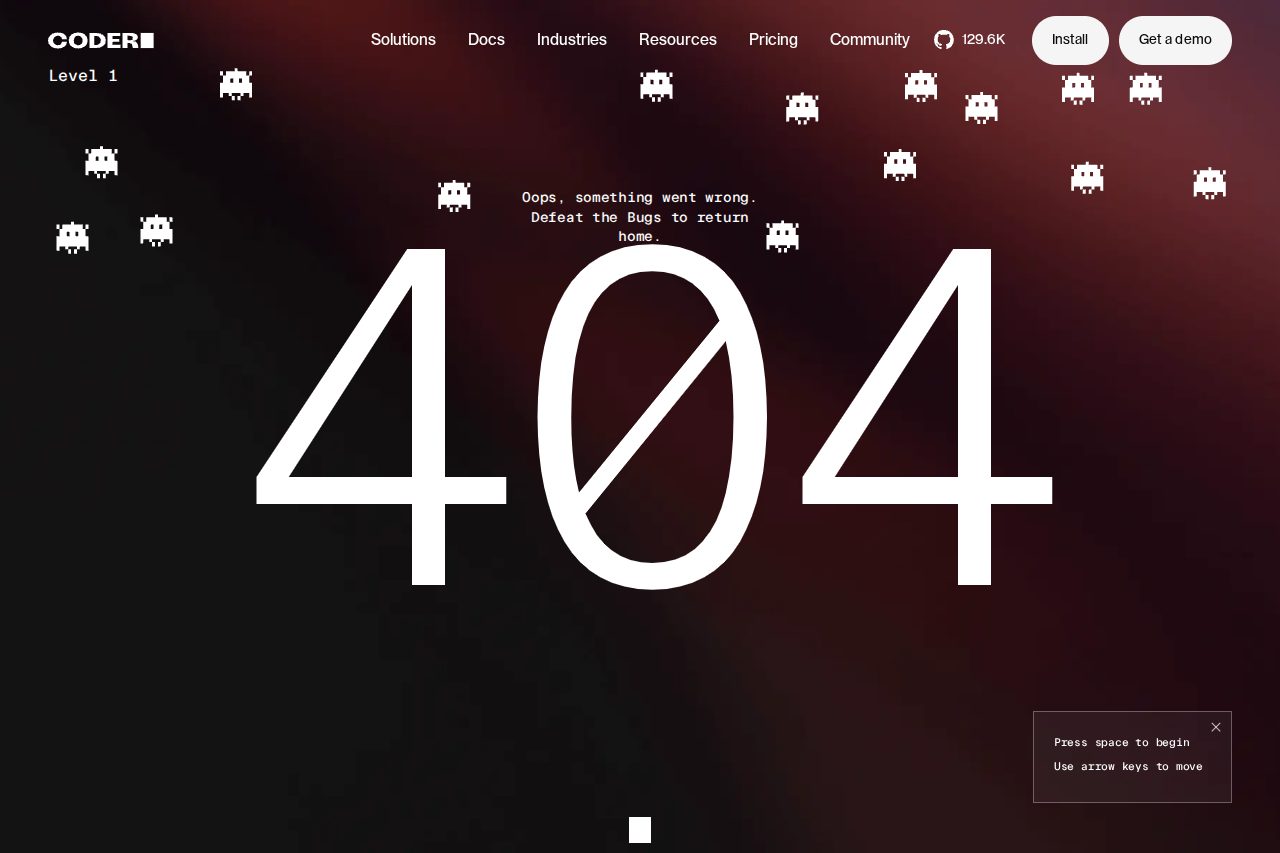 CODER
Solutions Docs Industries Resources Pricing Community 129.6K Install Get a demo
Level 1
Oops, something went wrong.
Defeat the Bugs to return
home.
404
Press space to begin
Use arrow keys to move